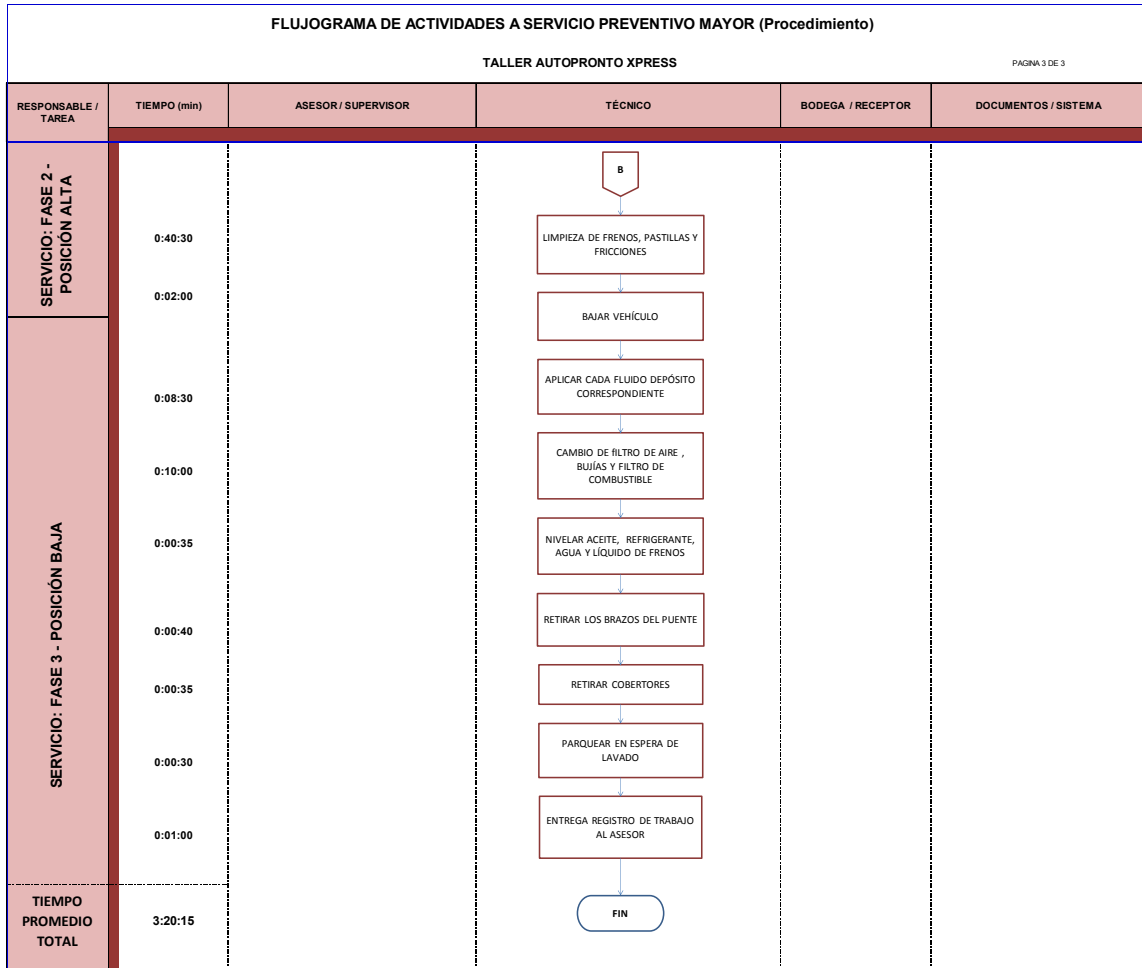 FLUJOGRAMA DE ACTIVIDADES A SERVICIO PREVENTIVO MAYOR (Procedimiento)
TALLER AUTOPRONTO XPRESS
PAGINA 3 DE 3
RESPONSABLE /
TAREA
TIEMPO (min)
ASESOR / SUPERVISOR
TÉCNICO
BODEGA / RECEPTOR
DOCUMENTOS / SISTEMA
SERVICIO: FASE 2 -
POSICIÓN ALTA
B
0:40:30
LIMPIEZA DE FRENOS, PASTILLAS Y
FRICCIONES
0:02:00
BAJAR VEHÍCULO
SERVICIO: FASE 3 - POSICIÓN BAJA
0:08:30
APLICAR CADA FLUIDO DEPÓSITO
CORRESPONDIENTE
0:10:00
CAMBIO DE fILTRO DE AIRE ,
BUJÍAS Y FILTRO DE
COMBUSTIBLE
0:00:35
NIVELAR ACEITE, REFRIGERANTE,
AGUA Y LÍQUIDO DE FRENOS
0:00:40
RETIRAR LOS BRAZOS DEL PUENTE
0:00:35
RETIRAR COBERTORES
0:00:30
PARQUEAR EN ESPERA DE
LAVADO
0:01:00
ENTREGA REGISTRO DE TRABAJO
AL ASESOR
TIEMPO
PROMEDIO
TOTAL
3:20:15
FIN